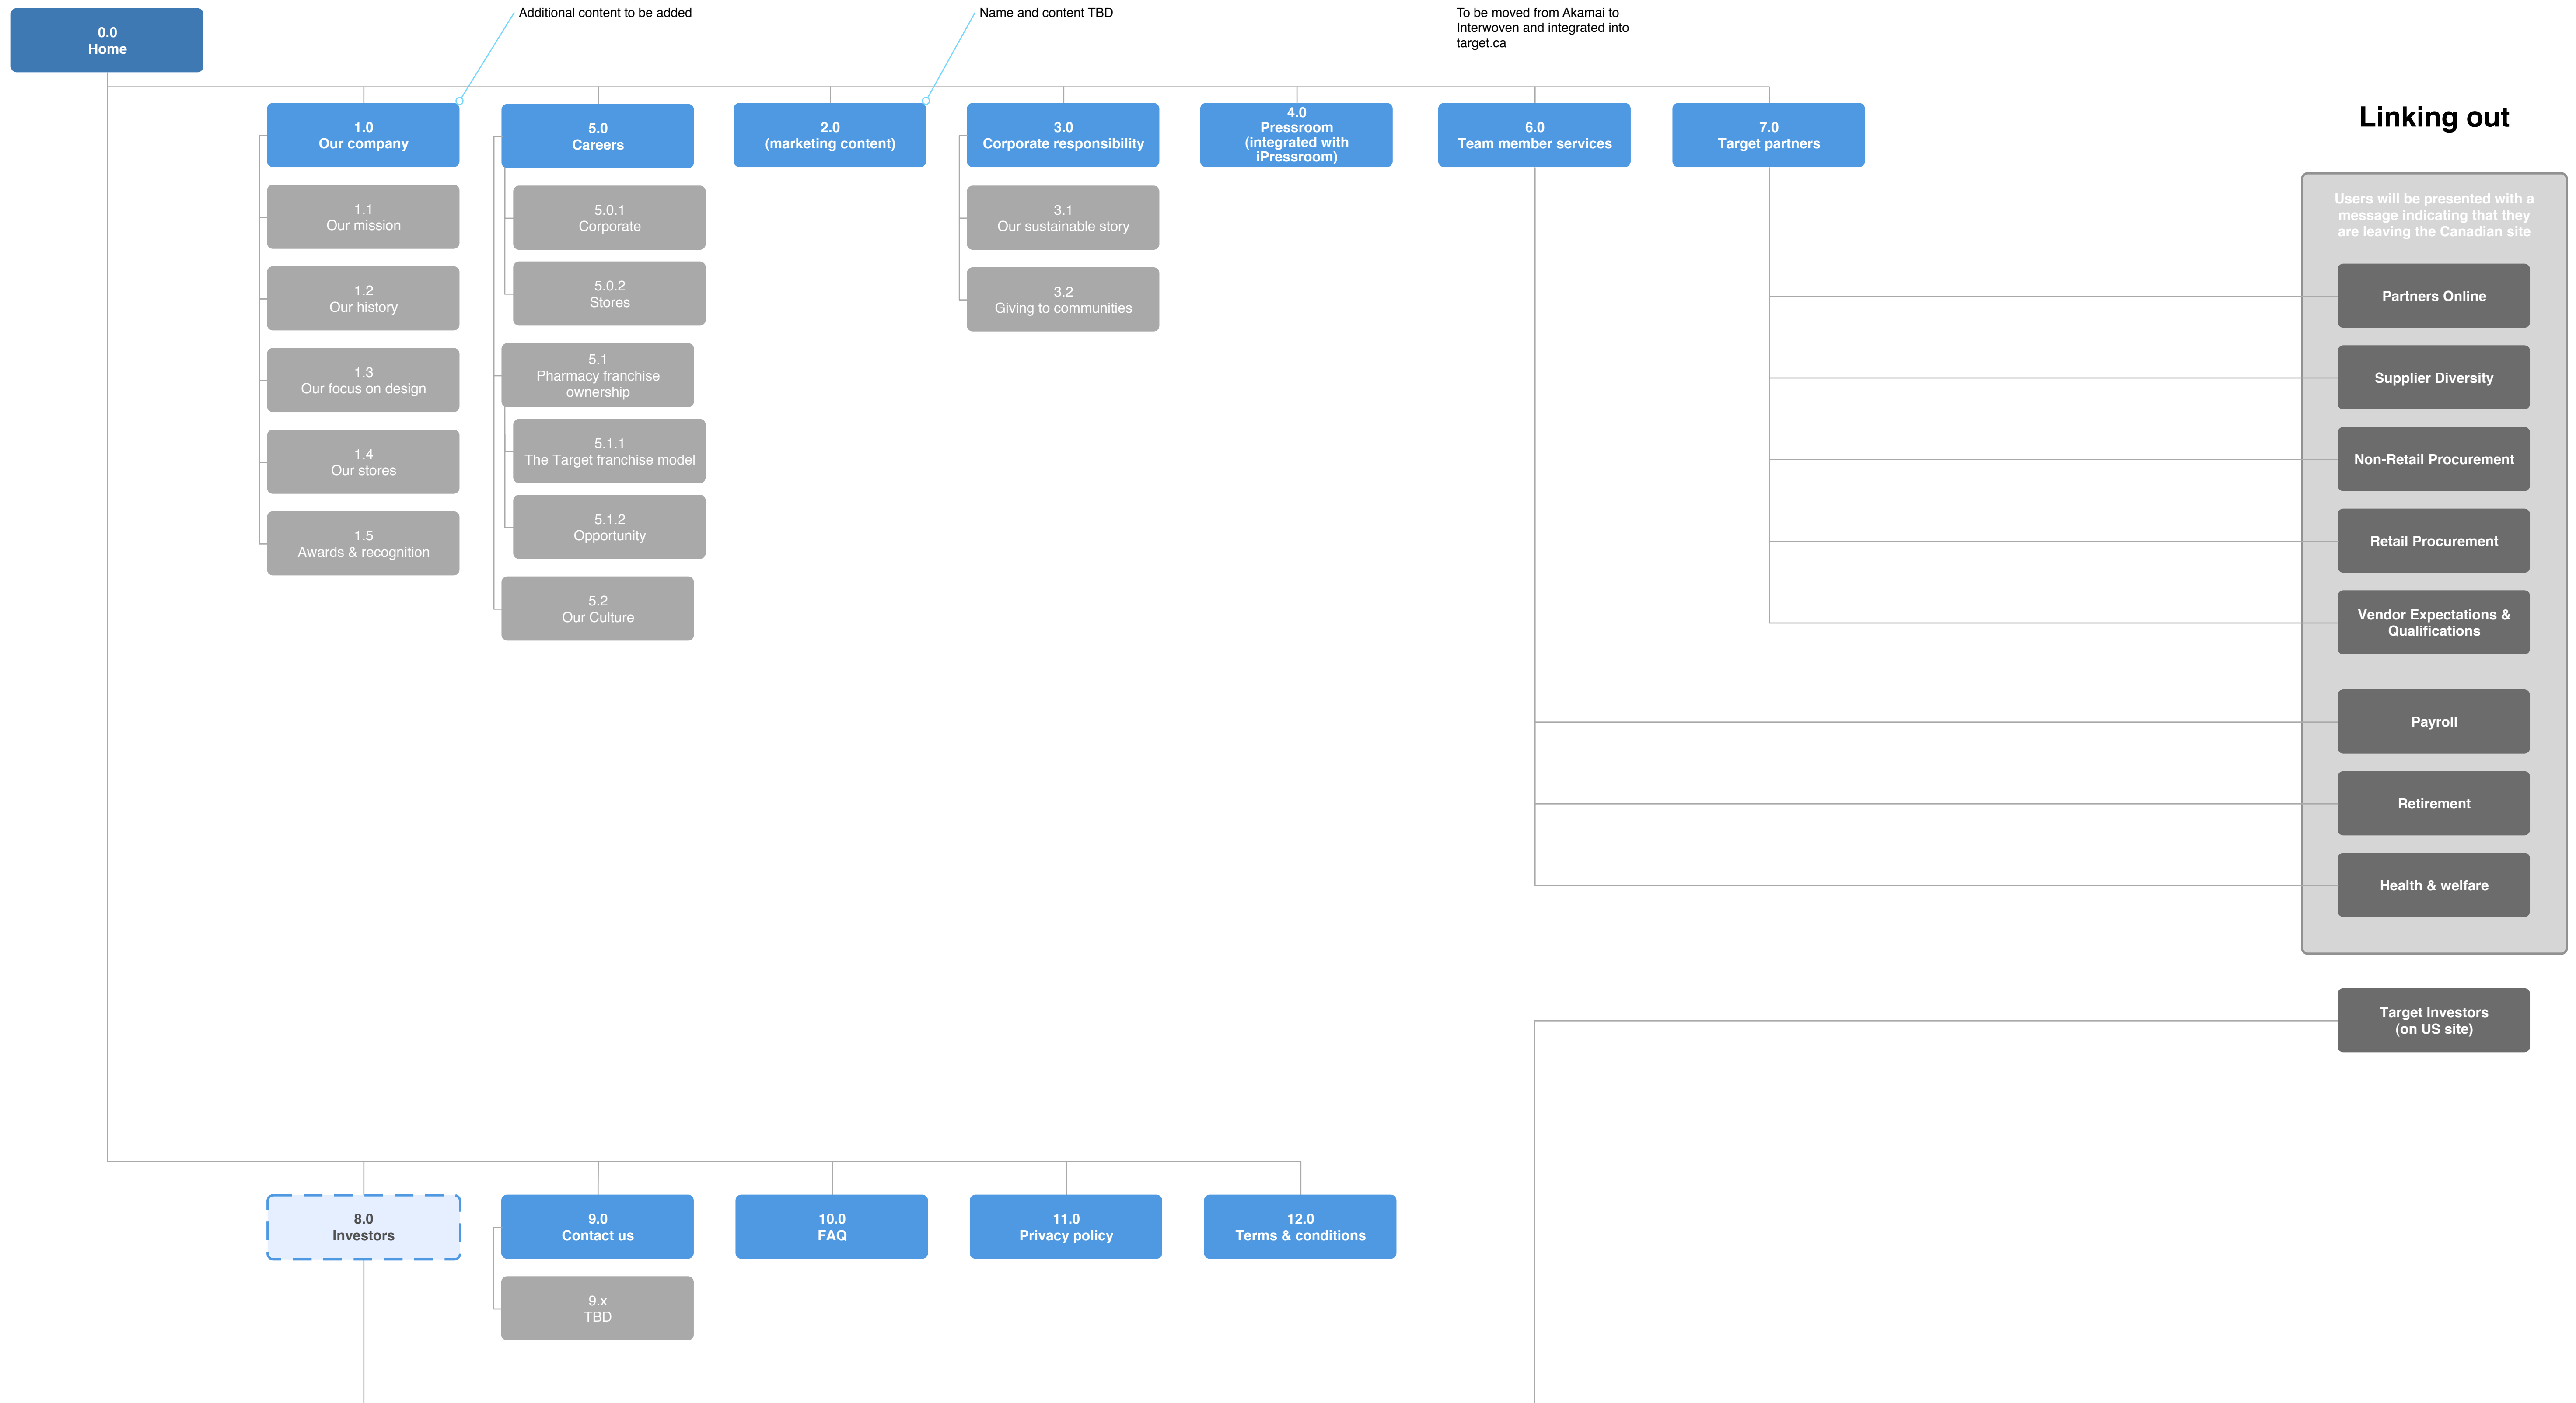 0.0
Home
Additional content to be added
Name and content TBD
To be moved from Akamai to
Interwoven and integrated into
target.ca
1.0
Our company
1.1
Our mission
1.2
Our history
1.3
Our focus on design
1.4
Our stores
1.5
Awards & recognition
5.0
Careers
5.0.1
Corporate
5.0.2
Stores
5.1
Pharmacy franchise
ownership
5.1.1
The Target franchise model
5.1.2
Opportunity
5.2
Our Culture
2.0
(marketing content)
3.0
Corporate responsibility
3.1
Our sustainable story
3.2
Giving to communities
4.0
Pressroom
(integrated with
iPressroom)
6.0
Team member services
7.0
Target partners
Linking out
Users will be presented with a
message indicating that they
are leaving the Canadian site
Partners Online
Supplier Diversity
Non-Retail Procurement
Retail Procurement
Vendor Expectations &
Qualifications
Payroll
Retirement
Health & welfare
Target Investors
(on US site)
8.0
Investors
9.0
Contact us
9.x
TBD
10.0
FAQ
11.0
Privacy policy
12.0
Terms & conditions